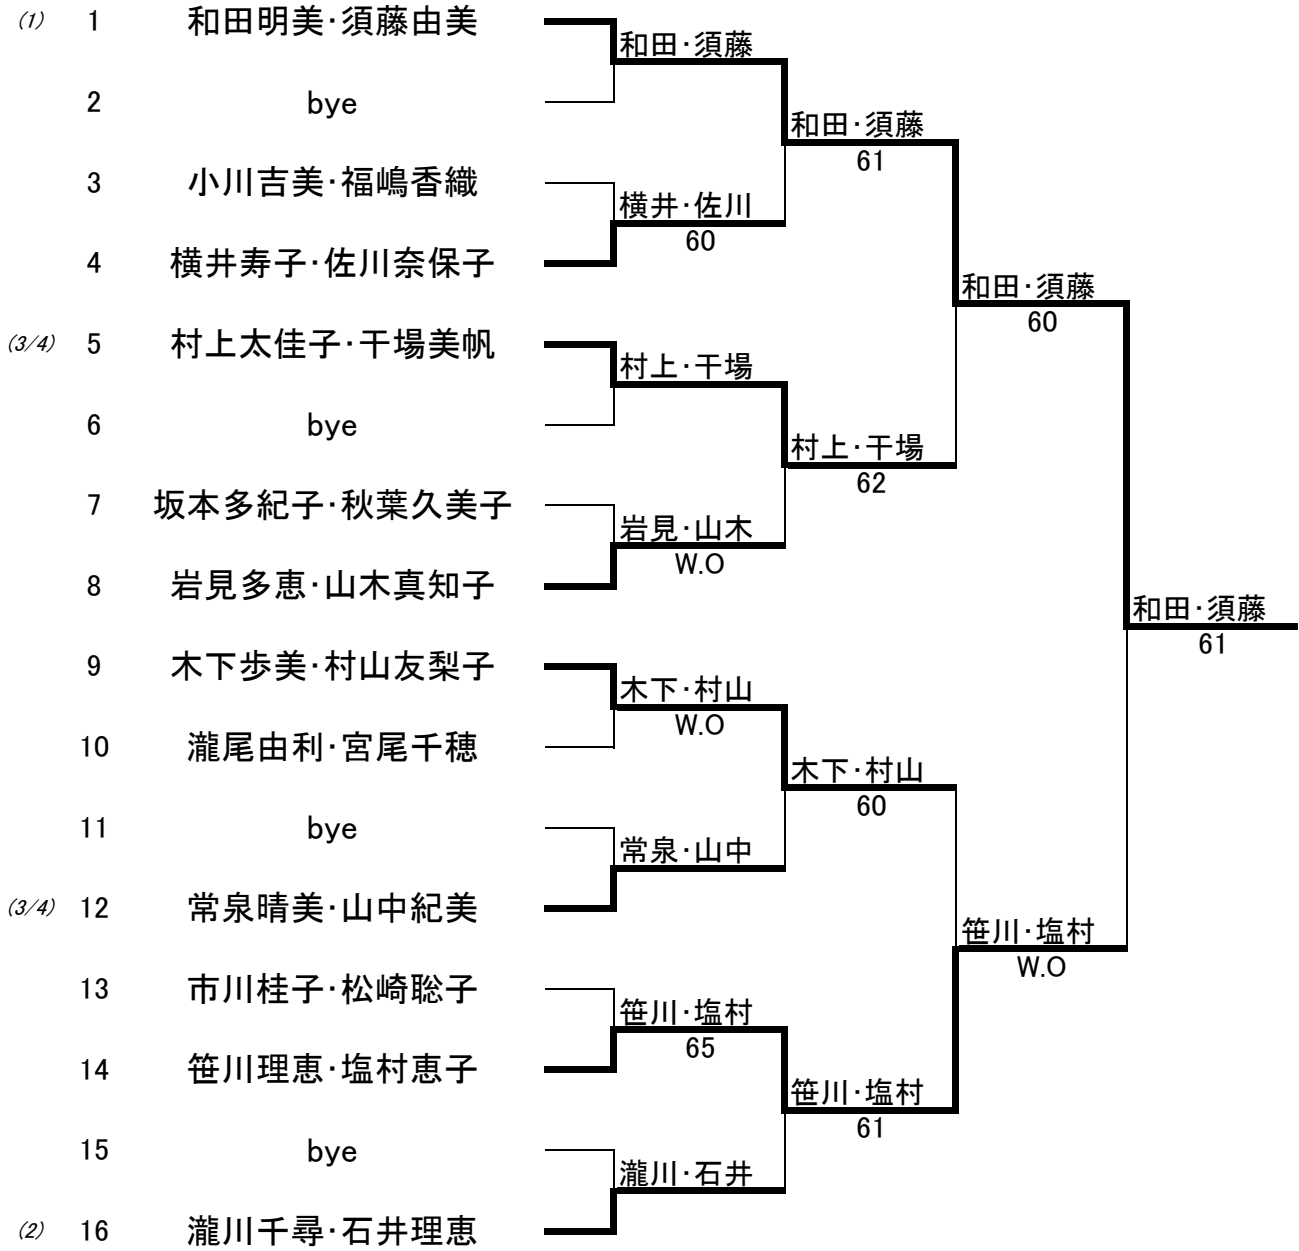 (1) 1 和田明美・須藤由美
和田・須藤
2 bye
和田・須藤
61
3 小川吉美・福嶋香織
横井・佐川
60
4 横井寿子・佐川奈保子
和田・須藤
60
(3/4) 5 村上太佳子・干場美帆
村上・干場
6 bye
村上・干場
62
7 坂本多紀子・秋葉久美子
岩見・山木
W.O
8 岩見多恵・山木真知子
和田・須藤
61
9 木下歩美・村山友梨子
木下・村山
W.O
10 瀧尾由利・宮尾千穂
木下・村山
60
11 bye
常泉・山中
(3/4) 12 常泉晴美・山中紀美
笹川・塩村
W.O
13 市川桂子・松崎聡子
笹川・塩村
65
14 笹川理恵・塩村恵子
笹川・塩村
61
15 bye
瀧川・石井
(2) 16 瀧川千尋・石井理恵